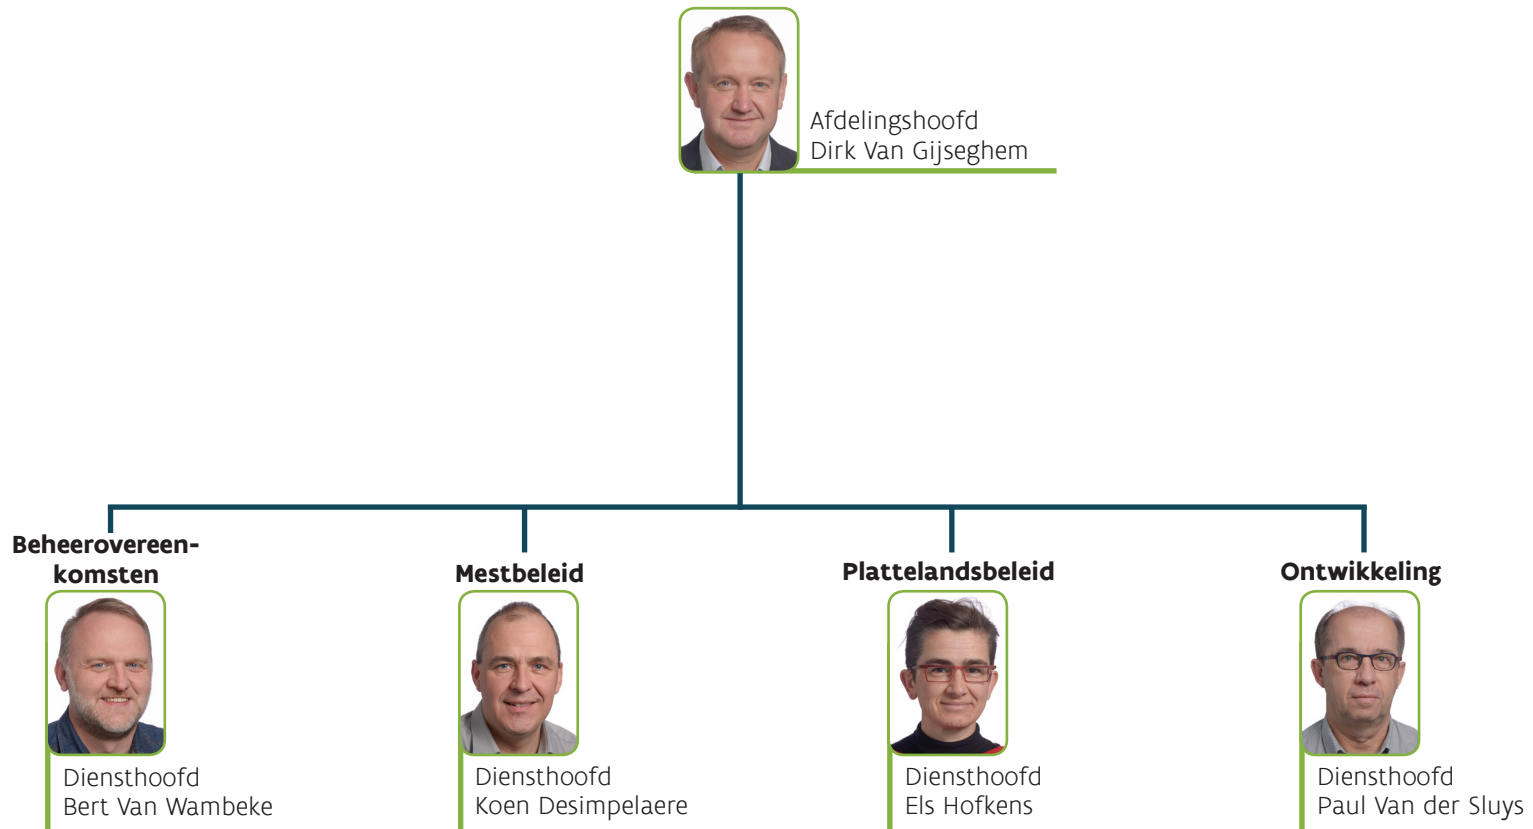 Afdelingshoofd
Dirk Van Gijseghem
Beheerovereen-
komsten
Mestbeleid
Plattelandsbeleid
Ontwikkeling
Diensthoofd
Bert Van Wambeke
Diensthoofd
Koen Desimpelaere
Diensthoofd
Els Hofkens
Diensthoofd
Paul Van der Sluys